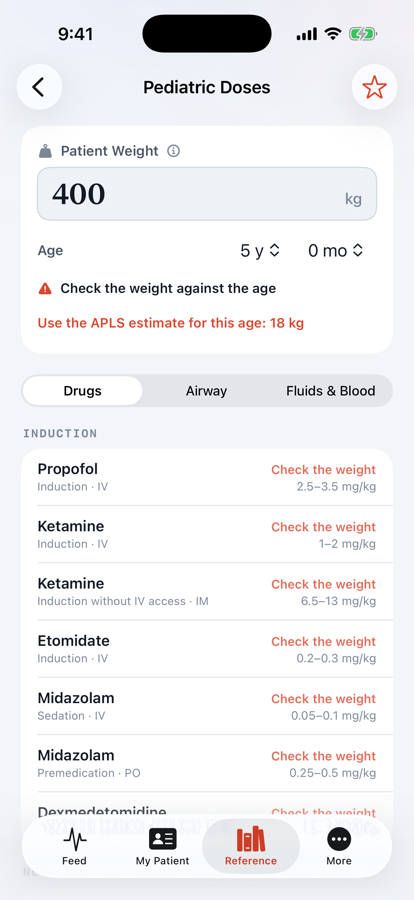 9:41
Pediatric Doses
Patient Weight
400 kg
Age 5 y 0 mo
Check the weight against the age
Use the APLS estimate for this age: 18 kg
Drugs Airway Fluids & Blood
INDUCTION
Propofol Check the weight
Induction · IV 2.5–3.5 mg/kg
Ketamine Check the weight
Induction · IV 1–2 mg/kg
Ketamine Check the weight
Induction without IV access · IM 6.5–13 mg/kg
Etomidate Check the weight
Induction · IV 0.2–0.3 mg/kg
Midazolam Check the weight
Sedation · IV 0.05–0.1 mg/kg
Midazolam Check the weight
Premedication · PO 0.25–0.5 mg/kg
Dexmedetomidine Check the weight
Feed My Patient Reference More